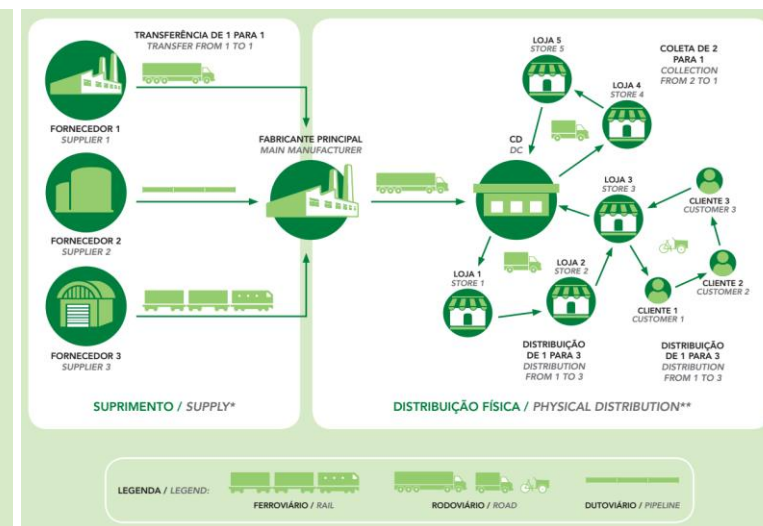 TRANSFERÊNCIA DE 1 PARA 1
TRANSFER FROM 1 TO 1
FORNECEDOR 1
SUPPLIER 1
FORNECEDOR 2
SUPPLIER 2
FORNECEDOR 3
SUPPLIER 3
FABRICANTE PRINCIPAL
MAIN MANUFACTURER
SUPRIMENTO / SUPPLY*
LOJA 5
STORE 5
COLETA DE 2
PARA 1
COLLECTION
FROM 2 TO 1
LOJA 4
STORE 4
CD
DC
LOJA 3
STORE 3
CLIENTE 3
CUSTOMER 3
LOJA 1
STORE 1
LOJA 2
STORE 2
CLIENTE 2
CUSTOMER 2
CLIENTE 1
CUSTOMER 1
DISTRIBUIÇÃO
DE 1 PARA 3
DISTRIBUTION
FROM 1 TO 3
DISTRIBUIÇÃO
DE 1 PARA 3
DISTRIBUTION
FROM 1 TO 3
DISTRIBUIÇÃO FÍSICA / PHYSICAL DISTRIBUTION**
LEGENDA / LEGEND:
FERROVIÁRIO / RAIL
RODOVIÁRIO / ROAD
DUTOVIÁRIO / PIPELINE